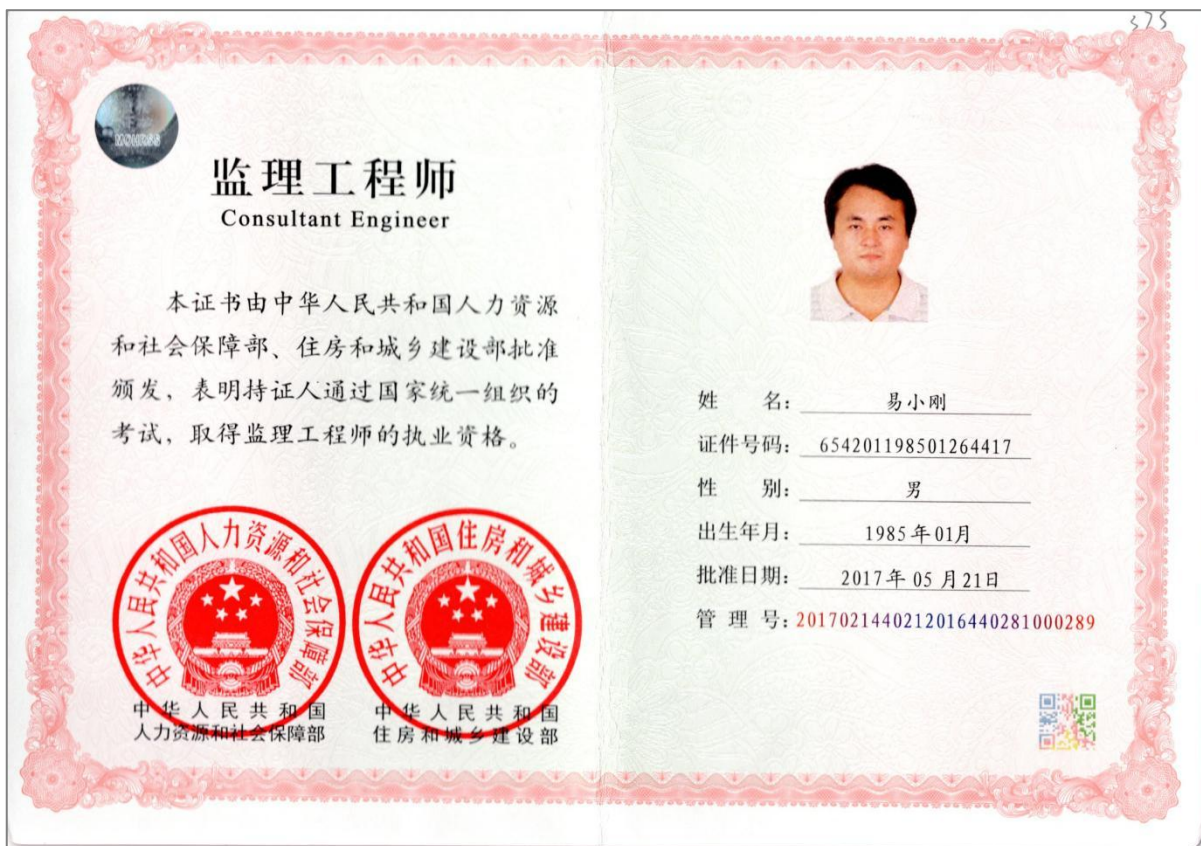 373
监理工程师
Consultant Engineer
本证书由中华人民共和国人力资源
和社会保障部、住房和城乡建设部批准
颁发，表明持证人通过国家统一组织的
考试，取得监理工程师的执业资格。
中华人民共和国人力资源和社会保障部
中华人民共和国
人力资源和社会保障部
中华人民共和国住房和城乡建设部
中华人民共和国
住房和城乡建设部
姓 名：易小刚
证件号码：654201198501264417
性 别：男
出生年月：1985年01月
批准日期：2017年05月21日
管 理 号：2017021440212016440281000289